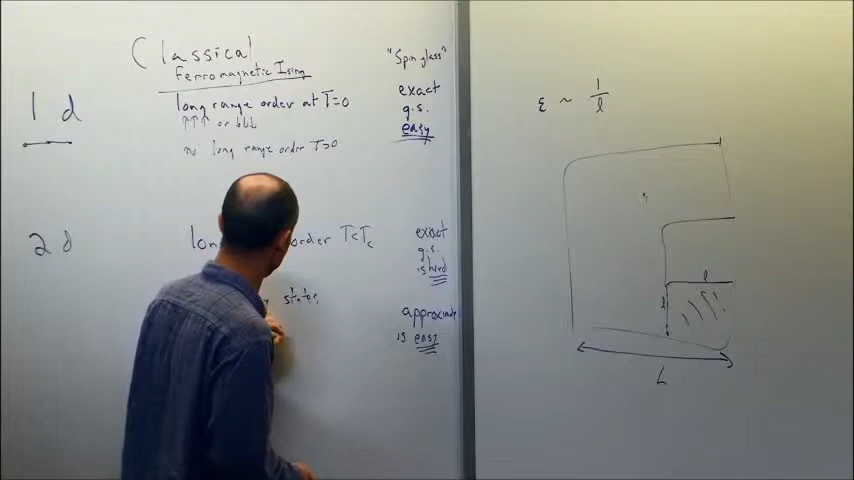 (Classical
Ferromagnetic Ising
"Spin glass"
1 d
long range order at T=0
↑↑↑ or ↓↓↓
no long range order T>0
exact
g.s.
easy
2 d
order T<T_c
exact
g.s.
is hard
states
approximate
is easy
ε ~ 1/l
l
l
L